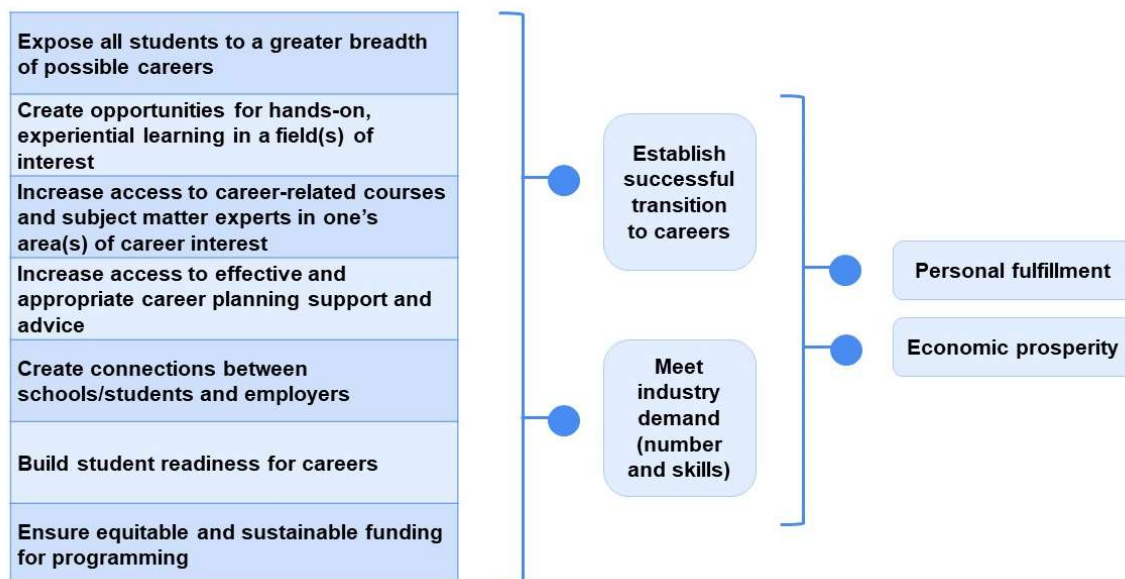 Expose all students to a greater breadth
of possible careers
Create opportunities for hands-on,
experiential learning in a field(s) of
interest
Increase access to career-related courses
and subject matter experts in one's
area(s) of career interest
Increase access to effective and
appropriate career planning support and
advice
Create connections between
schools/students and employers
Build student readiness for careers
Ensure equitable and sustainable funding
for programming
Establish
successful
transition
to careers
Meet
industry
demand
(number
and skills)
Personal fulfillment
Economic prosperity